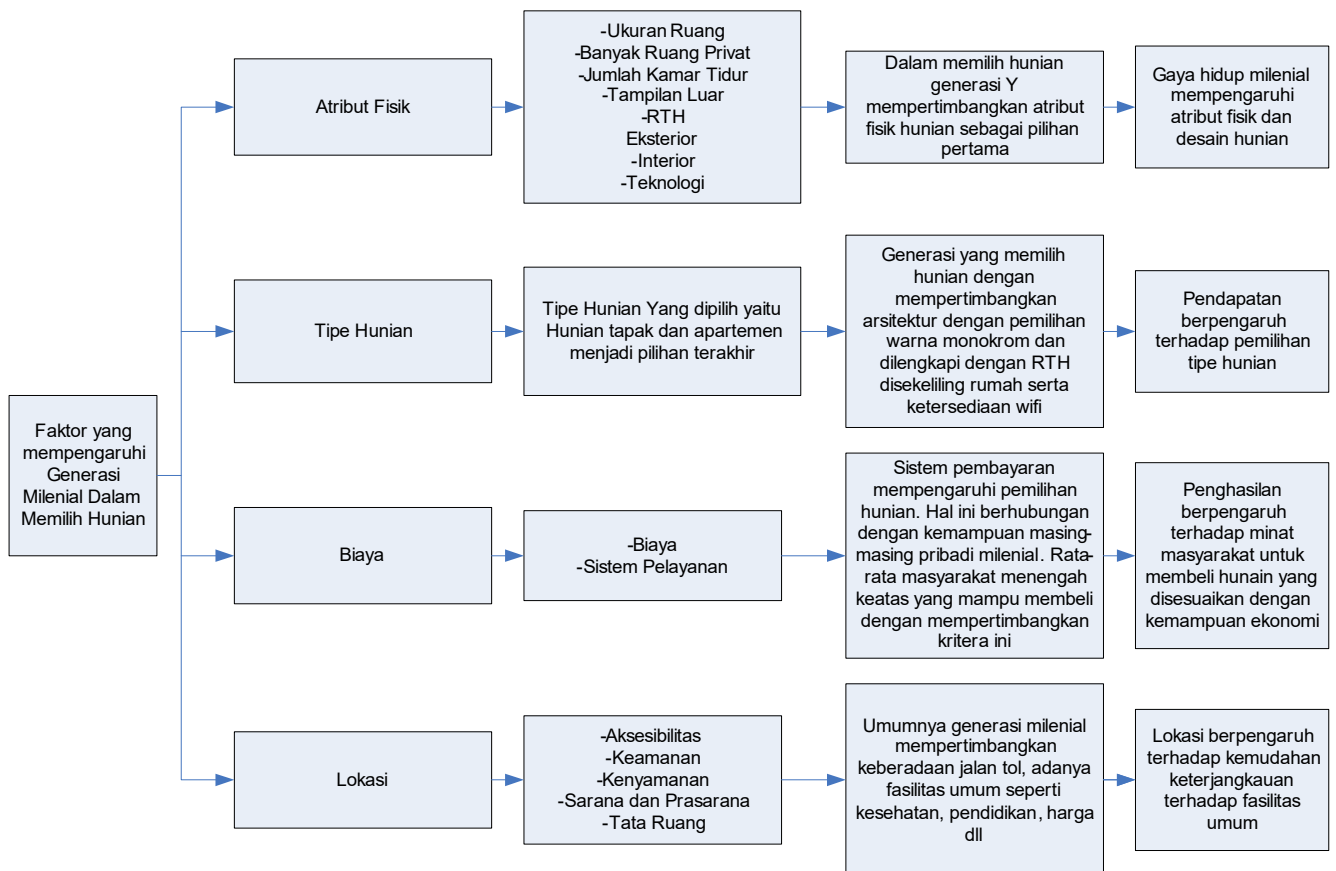 Faktor yang
mempengaruhi
Generasi
Milenial Dalam
Memilih Hunian
Atribut Fisik
-Ukuran Ruang
-Banyak Ruang Privat
-Jumlah Kamar Tidur
-Tampilan Luar
-RTH
Eksterior
-Interior
-Teknologi
Dalam memilih hunian
generasi Y
mempertimbangkan atribut
fisik hunian sebagai pilihan
pertama
Gaya hidup milenial
mempengaruhi
atribut fisik dan
desain hunian
Tipe Hunian
Tipe Hunian Yang dipilih yaitu
Hunian tapak dan apartemen
menjadi pilihan terakhir
Generasi yang memilih
hunian dengan
mempertimbangkan
arsitektur dengan pemilihan
warna monokrom dan
dilengkapi dengan RTH
disekeliling rumah serta
ketersediaan wifi
Pendapatan
berpengaruh
terhadap pemilihan
tipe hunian
Biaya
-Biaya
-Sistem Pelayanan
Sistem pembayaran
mempengaruhi pemilihan
hunian. Hal ini berhubungan
dengan kemampuan masing-
masing pribadi milenial. Rata-
rata masyarakat menengah
keatas yang mampu membeli
dengan mempertimbangkan
kritera ini
Penghasilan
berpengaruh
terhadap minat
masyarakat untuk
membeli hunain yang
disesuaikan dengan
kemampuan ekonomi
Lokasi
-Aksesibilitas
-Keamanan
-Kenyamanan
-Sarana dan Prasarana
-Tata Ruang
Umumnya generasi milenial
mempertimbangkan
keberadaan jalan tol, adanya
fasilitas umum seperti
kesehatan, pendidikan, harga
dll
Lokasi berpengaruh
terhadap kemudahan
keterjangkauan
terhadap fasilitas
umum